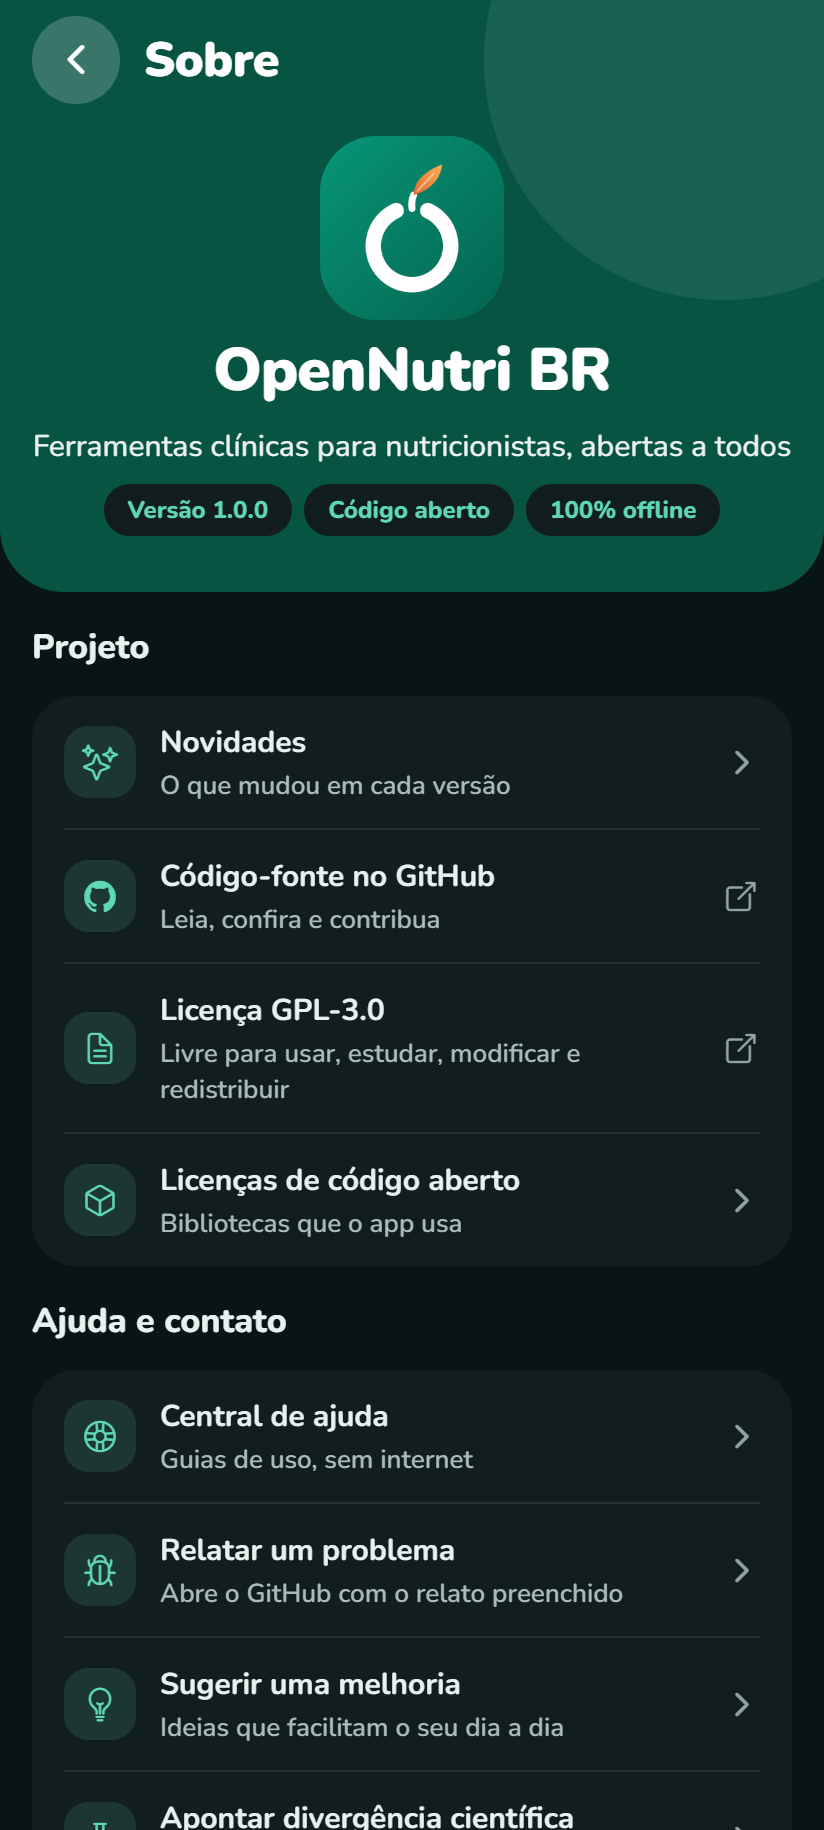 Sobre
OpenNutri BR
Ferramentas clínicas para nutricionistas, abertas a todos
Versão 1.0.0
Código aberto
100% offline
Projeto
Novidades
O que mudou em cada versão
Código-fonte no GitHub
Leia, confira e contribua
Licença GPL-3.0
Livre para usar, estudar, modificar e
redistribuir
Licenças de código aberto
Bibliotecas que o app usa
Ajuda e contato
Central de ajuda
Guias de uso, sem internet
Relatar um problema
Abre o GitHub com o relato preenchido
Sugerir uma melhoria
Ideias que facilitam o seu dia a dia
Apontar divergência científica